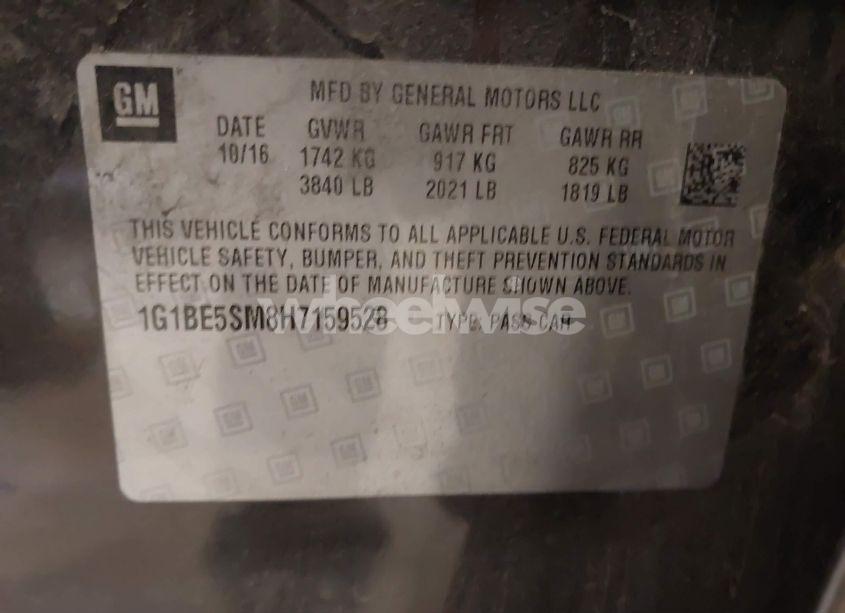 GM
MFD BY GENERAL MOTORS LLC
DATE GVWR GAWR FRT GAWR RR
10/16 1742 KG 917 KG 825 KG
3840 LB 2021 LB 1819 LB
THIS VEHICLE CONFORMS TO ALL APPLICABLE U.S. FEDERAL MOTOR
VEHICLE SAFETY, BUMPER, AND THEFT PREVENTION STANDARDS IN
EFFECT ON THE DATE OF MANUFACTURE SHOWN ABOVE.
1G1BE5SM8H7159528 TYPE: PASS CAR
wheelwise